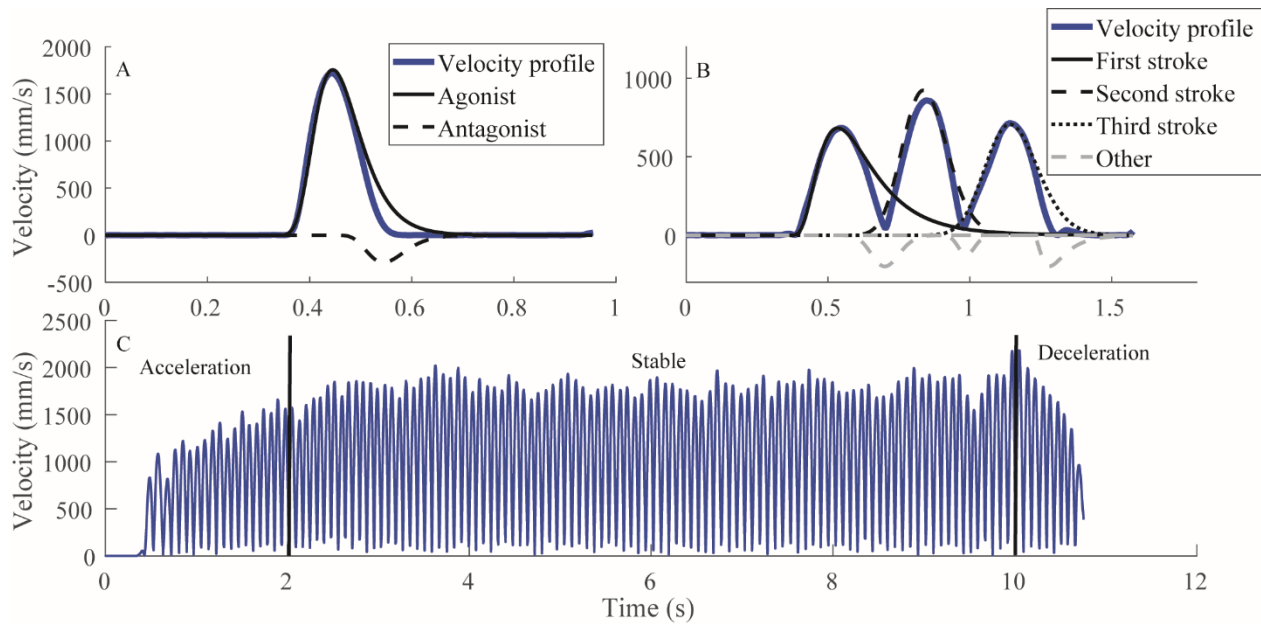 A
Velocity (mm/s)
2000
1500
1000
500
0
-500
0 0.2 0.4 0.6 0.8 1
Velocity profile
Agonist
Antagonist
B
1000
500
0
0 0.5 1 1.5
Velocity profile
First stroke
Second stroke
Third stroke
Other
C
Velocity (mm/s)
2500
2000
1500
1000
500
0
Acceleration Stable Deceleration
0 2 4 6 8 10 12
Time (s)